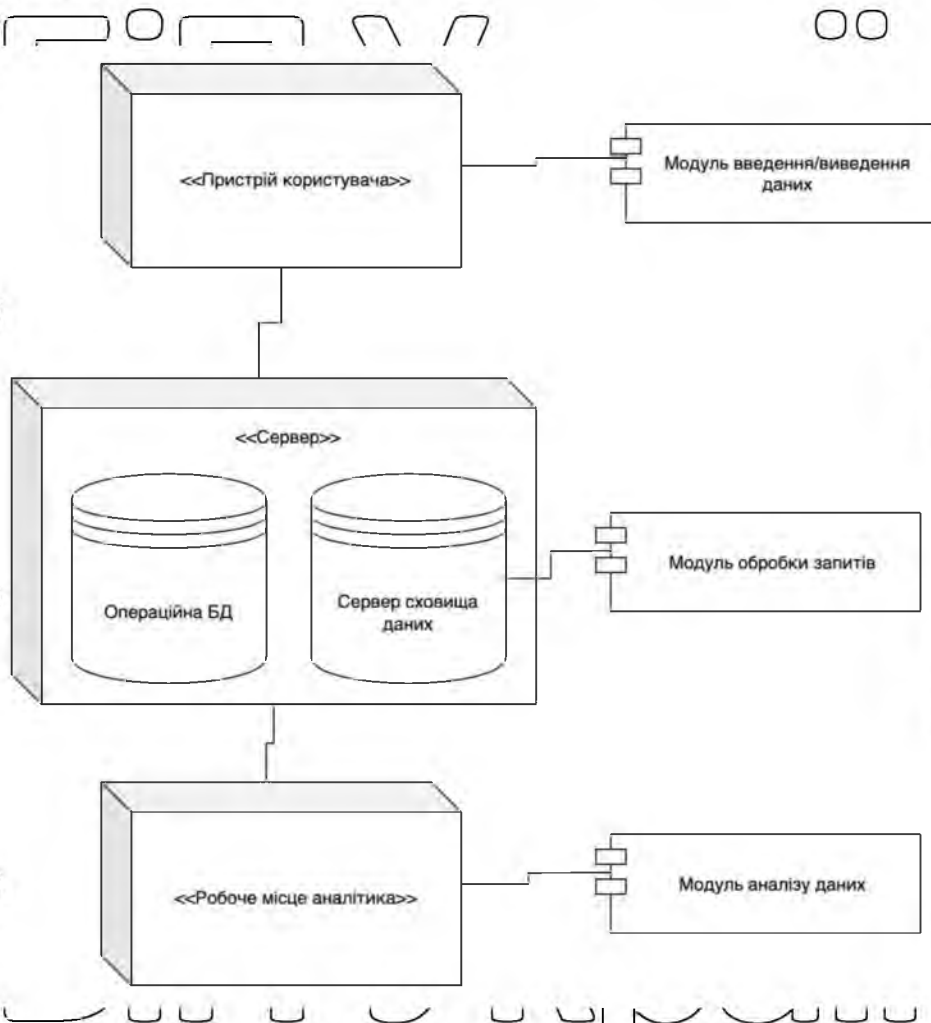 <<Пристрій користувача>>
Модуль введення/виведення
даних
<<Сервер>>
Операційна БД
Сервер сховища
даних
Модуль обробки запитів
<<Робоче місце аналітика>>
Модуль аналізу даних